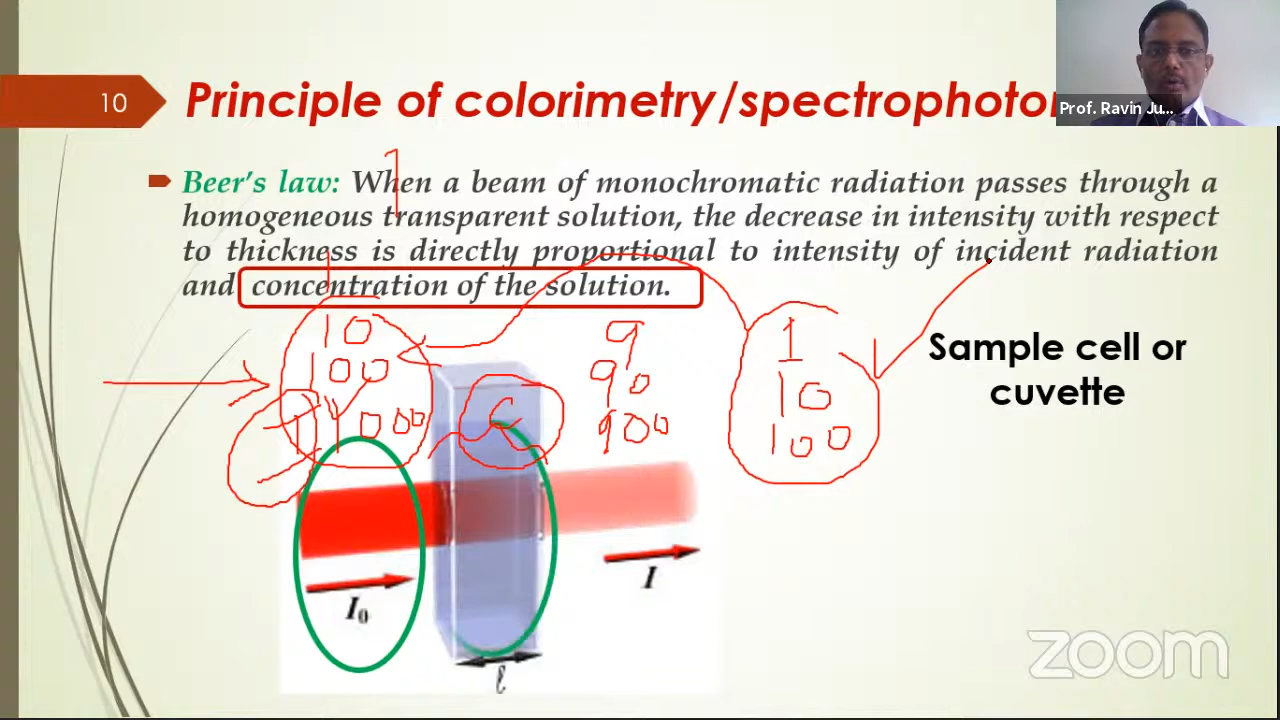 10
Principle of colorimetry/spectrophotom
Prof. Ravin Ju...
Beer's law: When a beam of monochromatic radiation passes through a
homogeneous transparent solution, the decrease in intensity with respect
to thickness is directly proportional to intensity of incident radiation
and concentration of the solution.
10 9 1
100 90 10
1000 C 900 100
Sample cell or
cuvette
I₀
I
ℓ
zoom